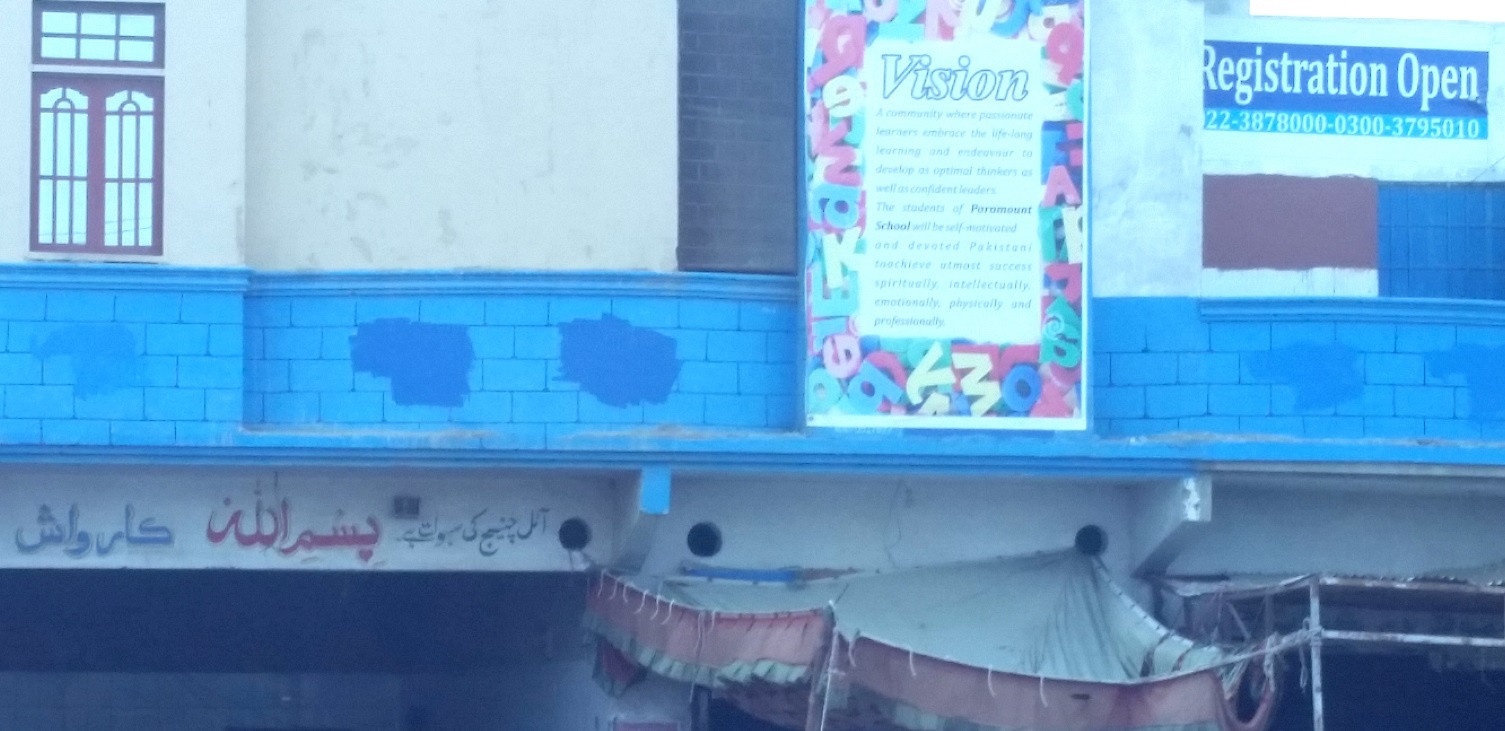 Vision
A community where passionate
learners embrace the life-long
learning and endeavour to
develop as optimal thinkers as
well as confident leaders.
The students of Paramount
School will be self-motivated
and devoted Pakistani
toachieve utmost success
spiritually, intellectually,
emotionally, physically and
professionally.
Registration Open
22-3878000-0300-3795010
آئل چینج کی سہولت ہے بسم اللہ کار واش